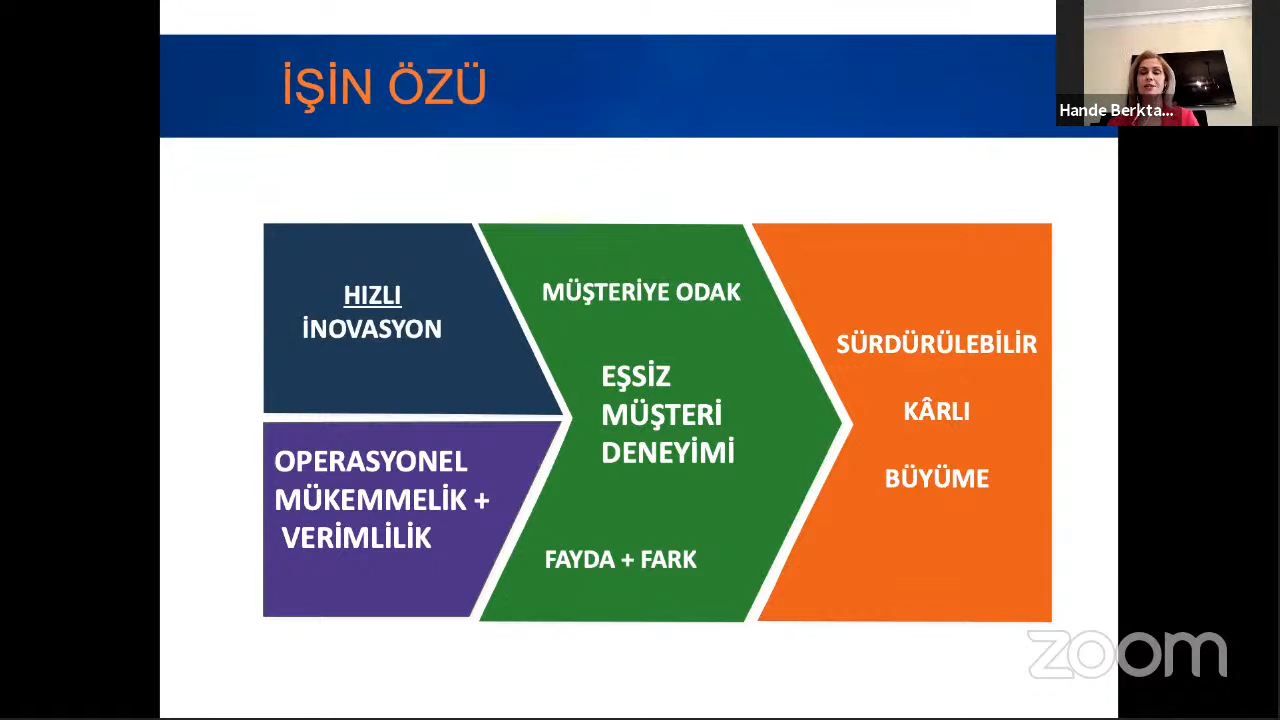 İŞİN ÖZÜ
Hande Berkta...
HIZLI
İNOVASYON
OPERASYONEL
MÜKEMMELİK +
VERİMLİLİK
MÜŞTERİYE ODAK
EŞSİZ
MÜŞTERİ
DENEYİMİ
FAYDA + FARK
SÜRDÜRÜLEBİLİR
KÂRLI
BÜYÜME
zoom